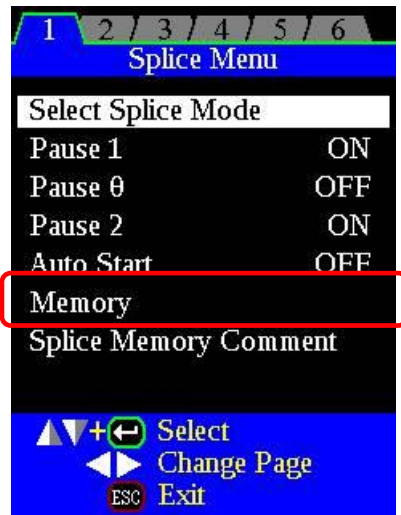 1 2 3 4 5 6
Splice Menu
Select Splice Mode
Pause 1 ON
Pause θ OFF
Pause 2 ON
Auto Start OFF
Memory
Splice Memory Comment
+ Select
Change Page
ESC Exit